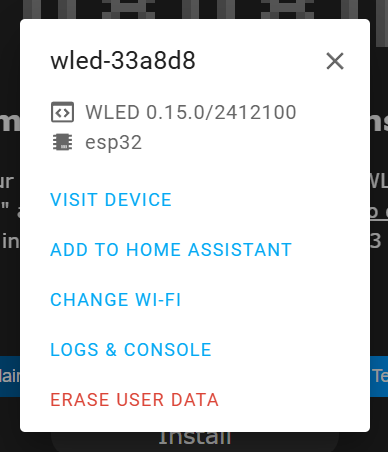 wled-33a8d8
WLED 0.15.0/2412100
esp32
VISIT DEVICE
ADD TO HOME ASSISTANT
CHANGE WI-FI
LOGS & CONSOLE
ERASE USER DATA
Install